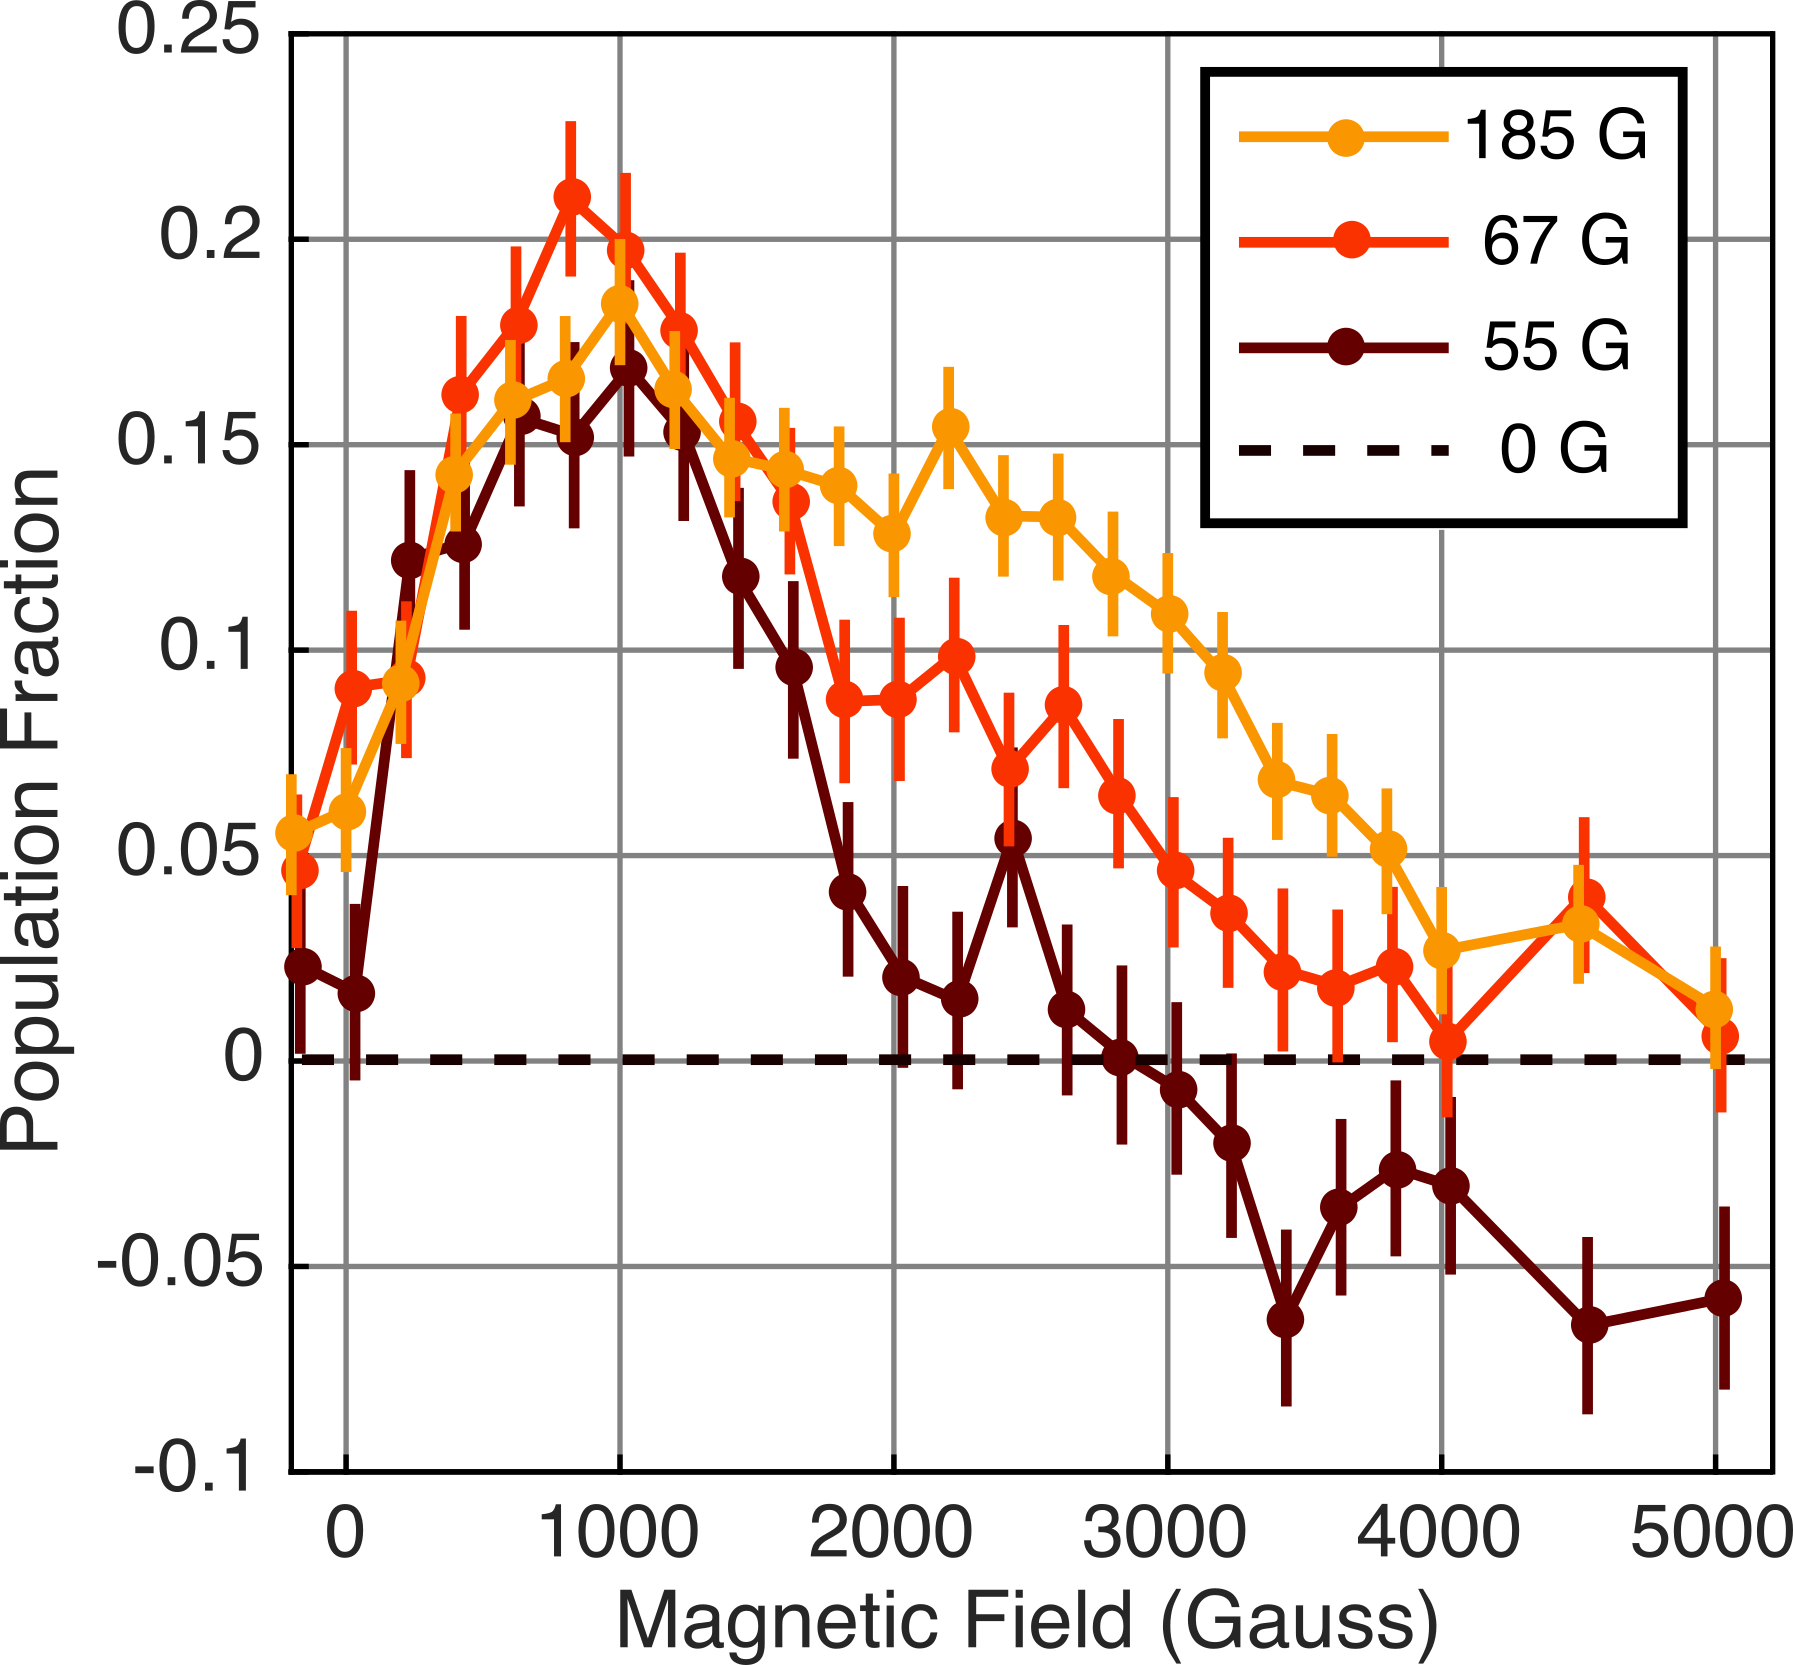 0.25
0.2
0.15
0.1
0.05
0
-0.05
-0.1
Population Fraction
185 G
67 G
55 G
0 G
0 1000 2000 3000 4000 5000
Magnetic Field (Gauss)